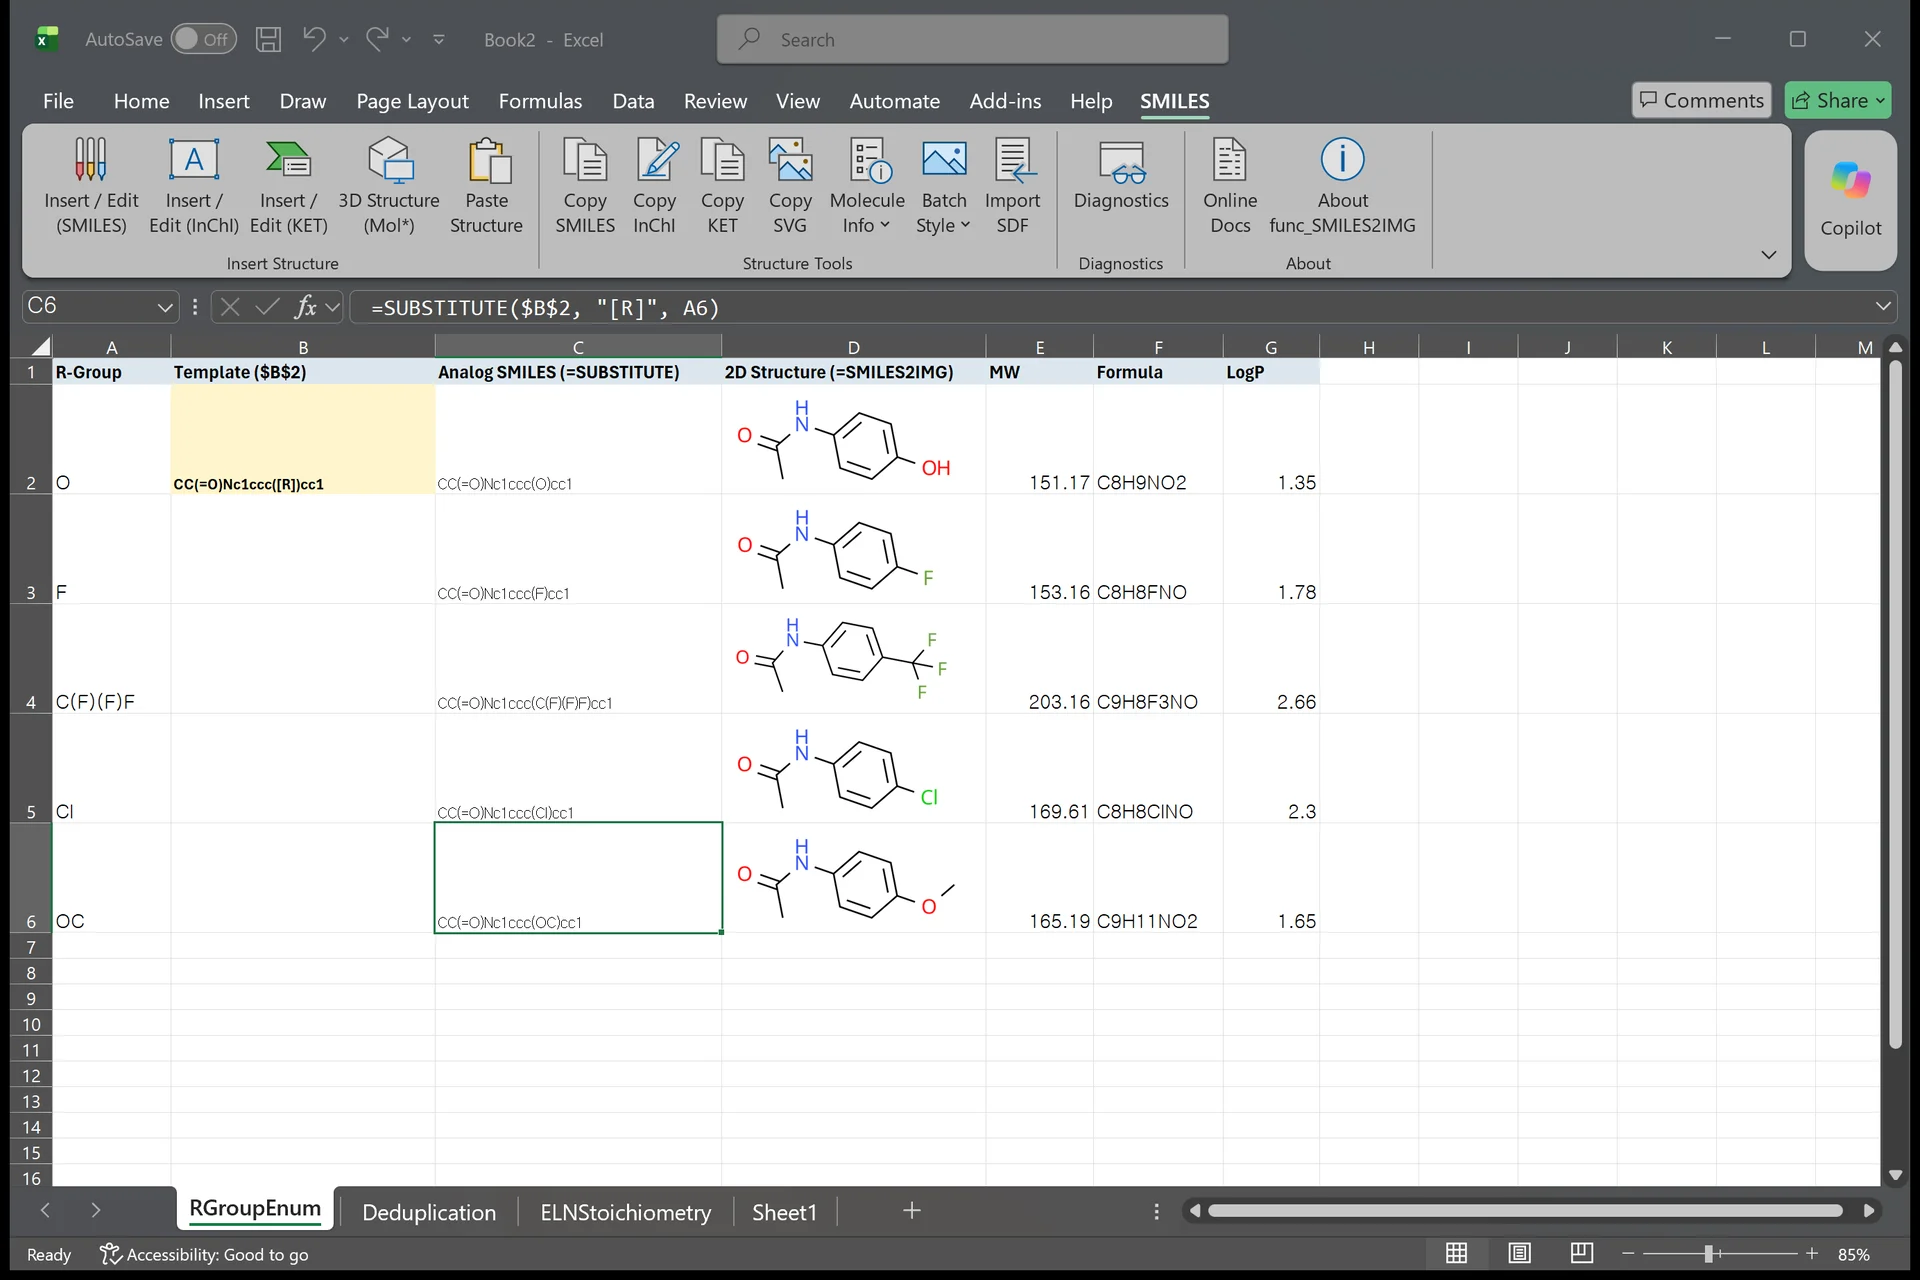 AutoSave Off Book2 - Excel Search
File Home Insert Draw Page Layout Formulas Data Review View Automate Add-ins Help SMILES Comments Share
Insert / Edit (SMILES)
Insert / Edit (InChI)
Insert / Edit (KET)
3D Structure (Mol*)
Paste Structure
Insert Structure
Copy SMILES
Copy InChI
Copy KET
Copy SVG
Molecule Info
Batch Style
Import SDF
Structure Tools
Diagnostics
Diagnostics
Online Docs
About func_SMILES2IMG
About
Copilot
C6 fx =SUBSTITUTE($B$2, "[R]", A6)
A B C D E F G H I J K L M
1 R-Group Template ($B$2) Analog SMILES (=SUBSTITUTE) 2D Structure (=SMILES2IMG) MW Formula LogP
H
N
O
OH
2 O CC(=O)Nc1ccc([R])cc1 CC(=O)Nc1ccc(O)cc1 151.17 C8H9NO2 1.35
H
N
O
F
3 F CC(=O)Nc1ccc(F)cc1 153.16 C8H8FNO 1.78
H
N
O
F
F
F
4 C(F)(F)F CC(=O)Nc1ccc(C(F)(F)F)cc1 203.16 C9H8F3NO 2.66
H
N
O
Cl
5 Cl CC(=O)Nc1ccc(Cl)cc1 169.61 C8H8ClNO 2.3
H
N
O
O
6 OC CC(=O)Nc1ccc(OC)cc1 165.19 C9H11NO2 1.65
7
8
9
10
11
12
13
14
15
16
RGroupEnum Deduplication ELNStoichiometry Sheet1
Ready Accessibility: Good to go 85%